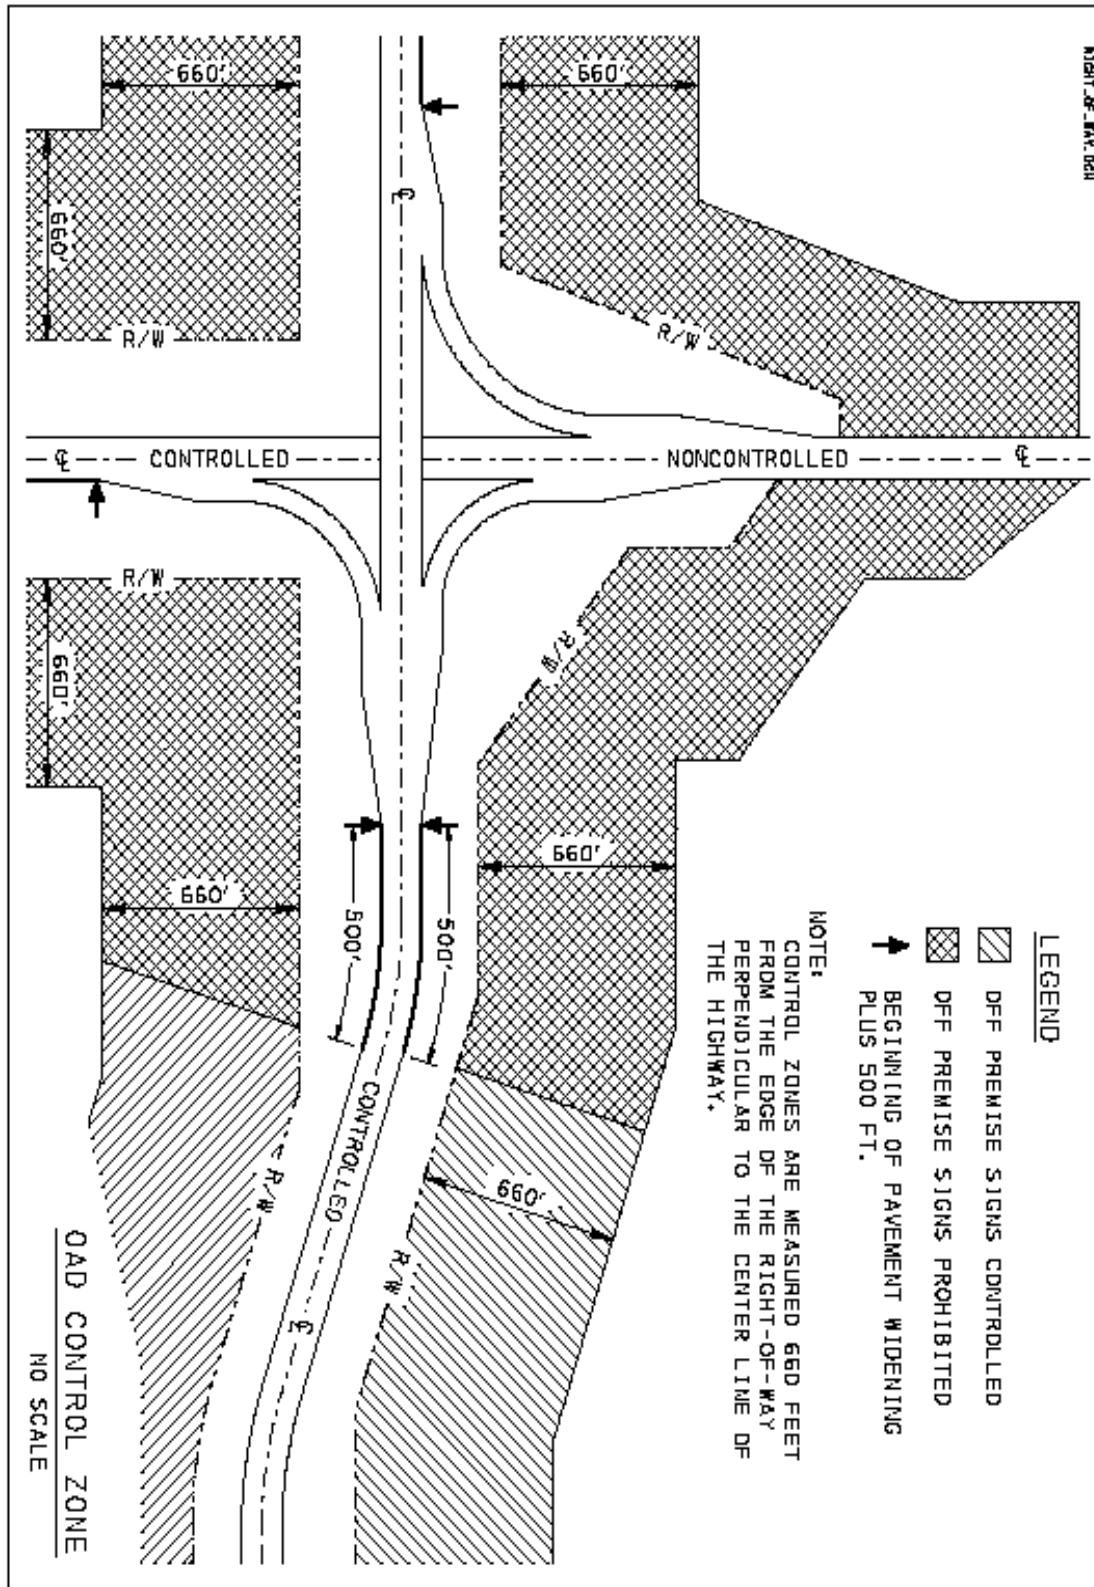 RIGHT_OF_WAY.DGN
660'
660'
660'
℄
R/W
R/W
℄ CONTROLLED
NONCONTROLLED ℄
R/W
R/W
660'
660'
660'
500'
500'
CONTROLLED
660'
R/W
R/W
℄
LEGEND
OFF PREMISE SIGNS CONTROLLED
OFF PREMISE SIGNS PROHIBITED
BEGINNING OF PAVEMENT WIDENING
PLUS 500 FT.
NOTE:
CONTROL ZONES ARE MEASURED 660 FEET
FROM THE EDGE OF THE RIGHT-OF-WAY
PERPENDICULAR TO THE CENTER LINE OF
THE HIGHWAY.
OAD CONTROL ZONE
NO SCALE